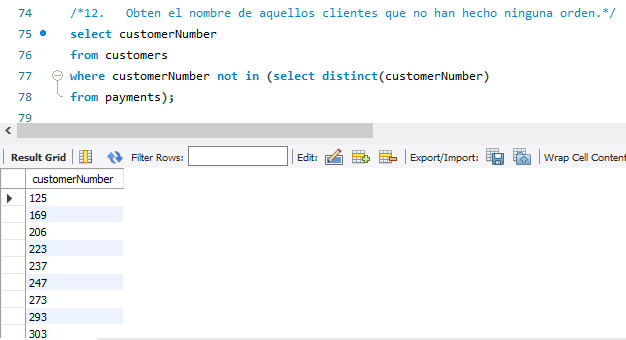 74 /*12. Obten el nombre de aquellos clientes que no han hecho ninguna orden.*/
75 select customerNumber
76 from customers
77 where customerNumber not in (select distinct(customerNumber)
78 from payments);
79
Result Grid Filter Rows: Edit: Export/Import: Wrap Cell Content
customerNumber
125
169
206
223
237
247
273
293
303